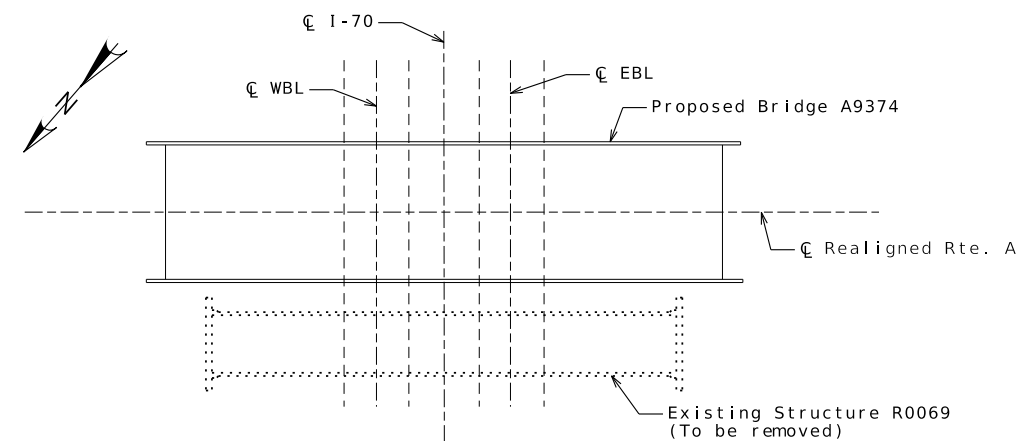 ℄ I-70
℄ WBL
℄ EBL
Proposed Bridge A9374
N
℄ Realigned Rte. A
Existing Structure R0069
(To be removed)